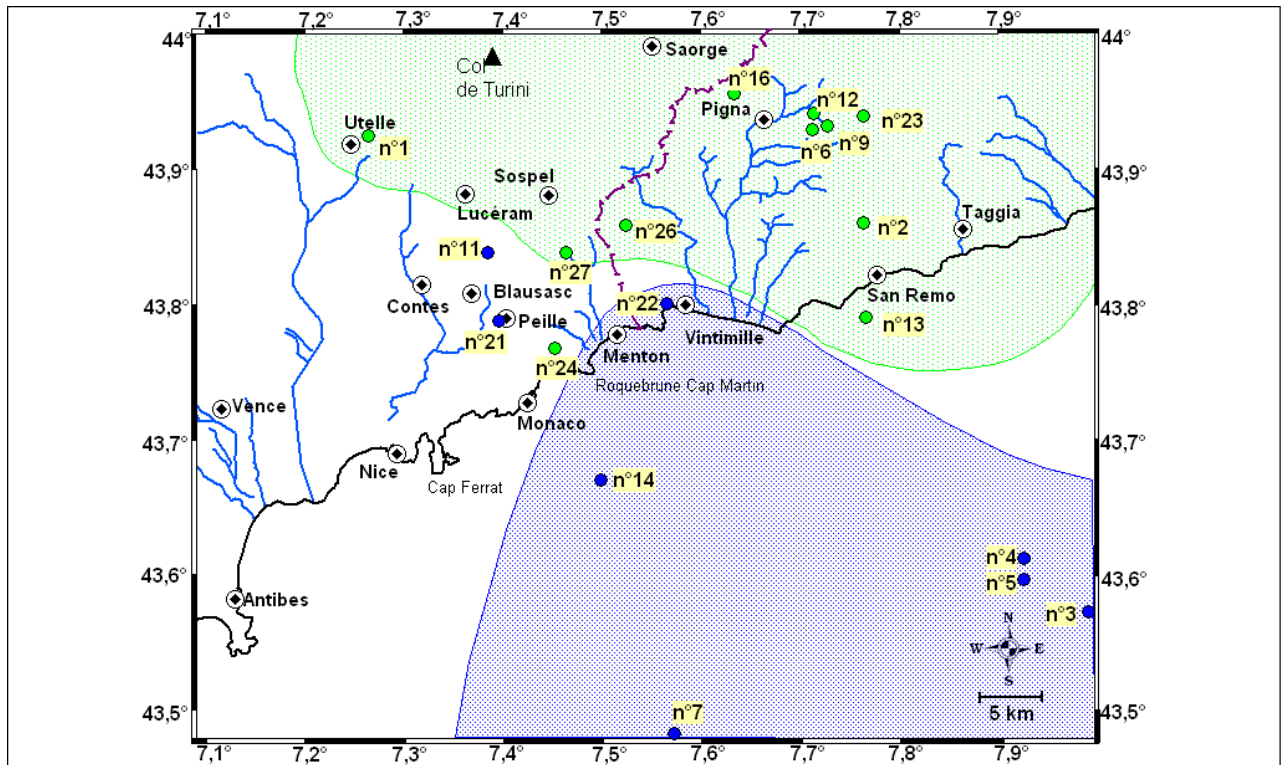 7,1° 7,2° 7,3° 7,4° 7,5° 7,6° 7,7° 7,8° 7,9°
44° 44°
Saorge
Col
de Turini
n°16
Pigna
n°12
n°23
Utelle
n°1
n°6
n°9
43,9° 43,9°
Sospel
Lucéram
Taggia
n°26
n°2
n°11
n°27
San Remo
Contes
Blausasc
n°22
43,8° 43,8°
Peille
n°21
Vintimille
n°13
Menton
n°24
Roquebrune Cap Martin
Vence
Monaco
43,7° 43,7°
Nice
Cap Ferrat
n°14
n°4
n°5
43,6° 43,6°
Antibes
n°3
N
W E
S
5 km
43,5° 43,5°
n°7
7,1° 7,2° 7,3° 7,4° 7,5° 7,6° 7,7° 7,8° 7,9°